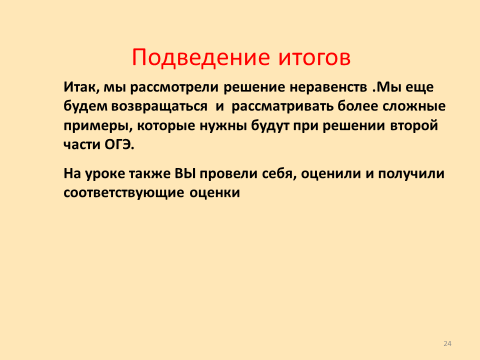 Подведение итогов
Итак, мы рассмотрели решение неравенств .Мы еще
будем возвращаться и рассматривать более сложные
примеры, которые нужны будут при решении второй
части ОГЭ.
На уроке также ВЫ провели себя, оценили и получили
соответствующие оценки
24